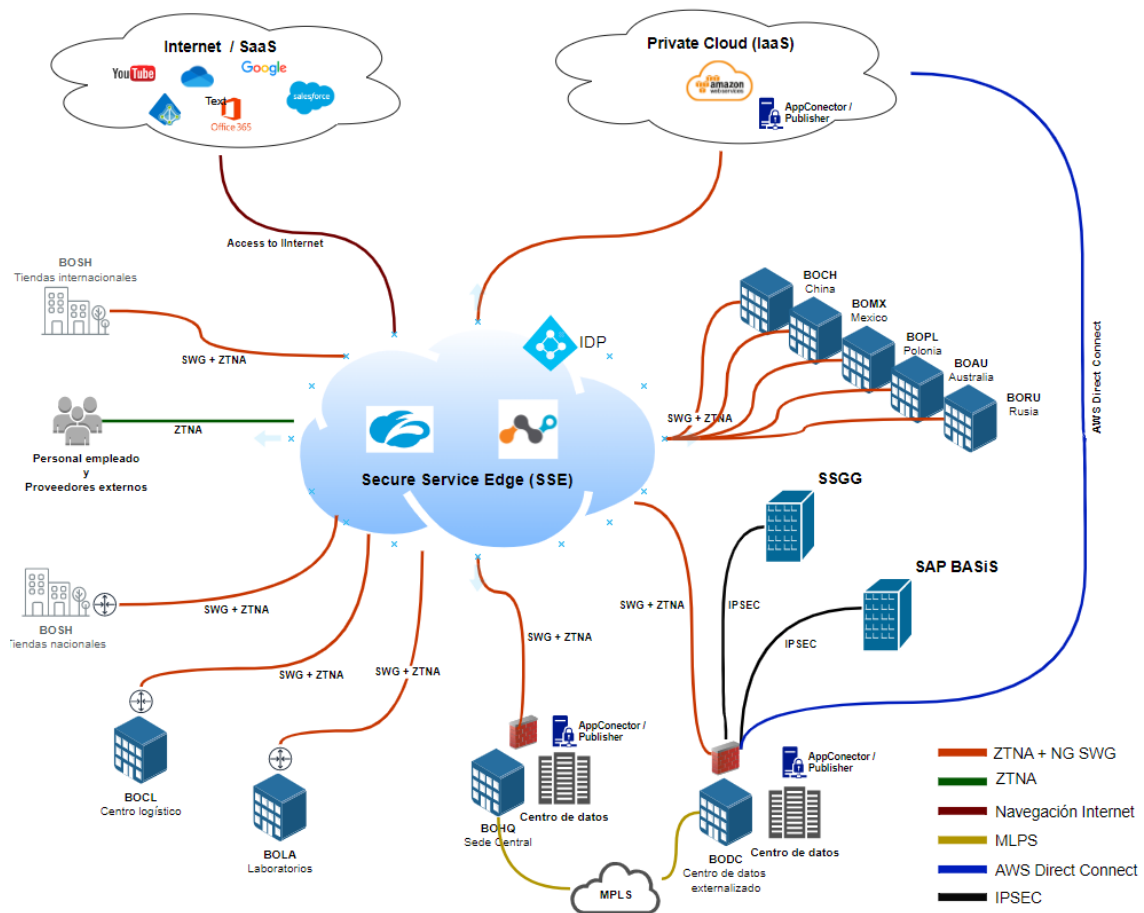 Internet / SaaS
YouTube
Google
Text
Office 365
salesforce
Private Cloud (IaaS)
amazon
webservices
AppConector /
Publisher
Access to IInternet
BOSH
Tiendas internacionales
SWG + ZTNA
ZTNA
Personal empleado
y
Proveedores externos
IDP
Secure Service Edge (SSE)
BOCH
China
BOMX
Mexico
BOPL
Polonia
BOAU
Australia
BORU
Rusia
SWG + ZTNA
AWS Direct Connect
SSGG
SAP BASiS
IPSEC
IPSEC
SWG + ZTNA
BOSH
Tiendas nacionales
SWG + ZTNA
SWG + ZTNA
SWG + ZTNA
SWG + ZTNA
BOCL
Centro logístico
BOLA
Laboratorios
AppConector /
Publisher
BOHQ
Sede Central
Centro de datos
MPLS
AppConector /
Publisher
BODC
Centro de datos
externalizado
Centro de datos
ZTNA + NG SWG
ZTNA
Navegación Internet
MLPS
AWS Direct Connect
IPSEC